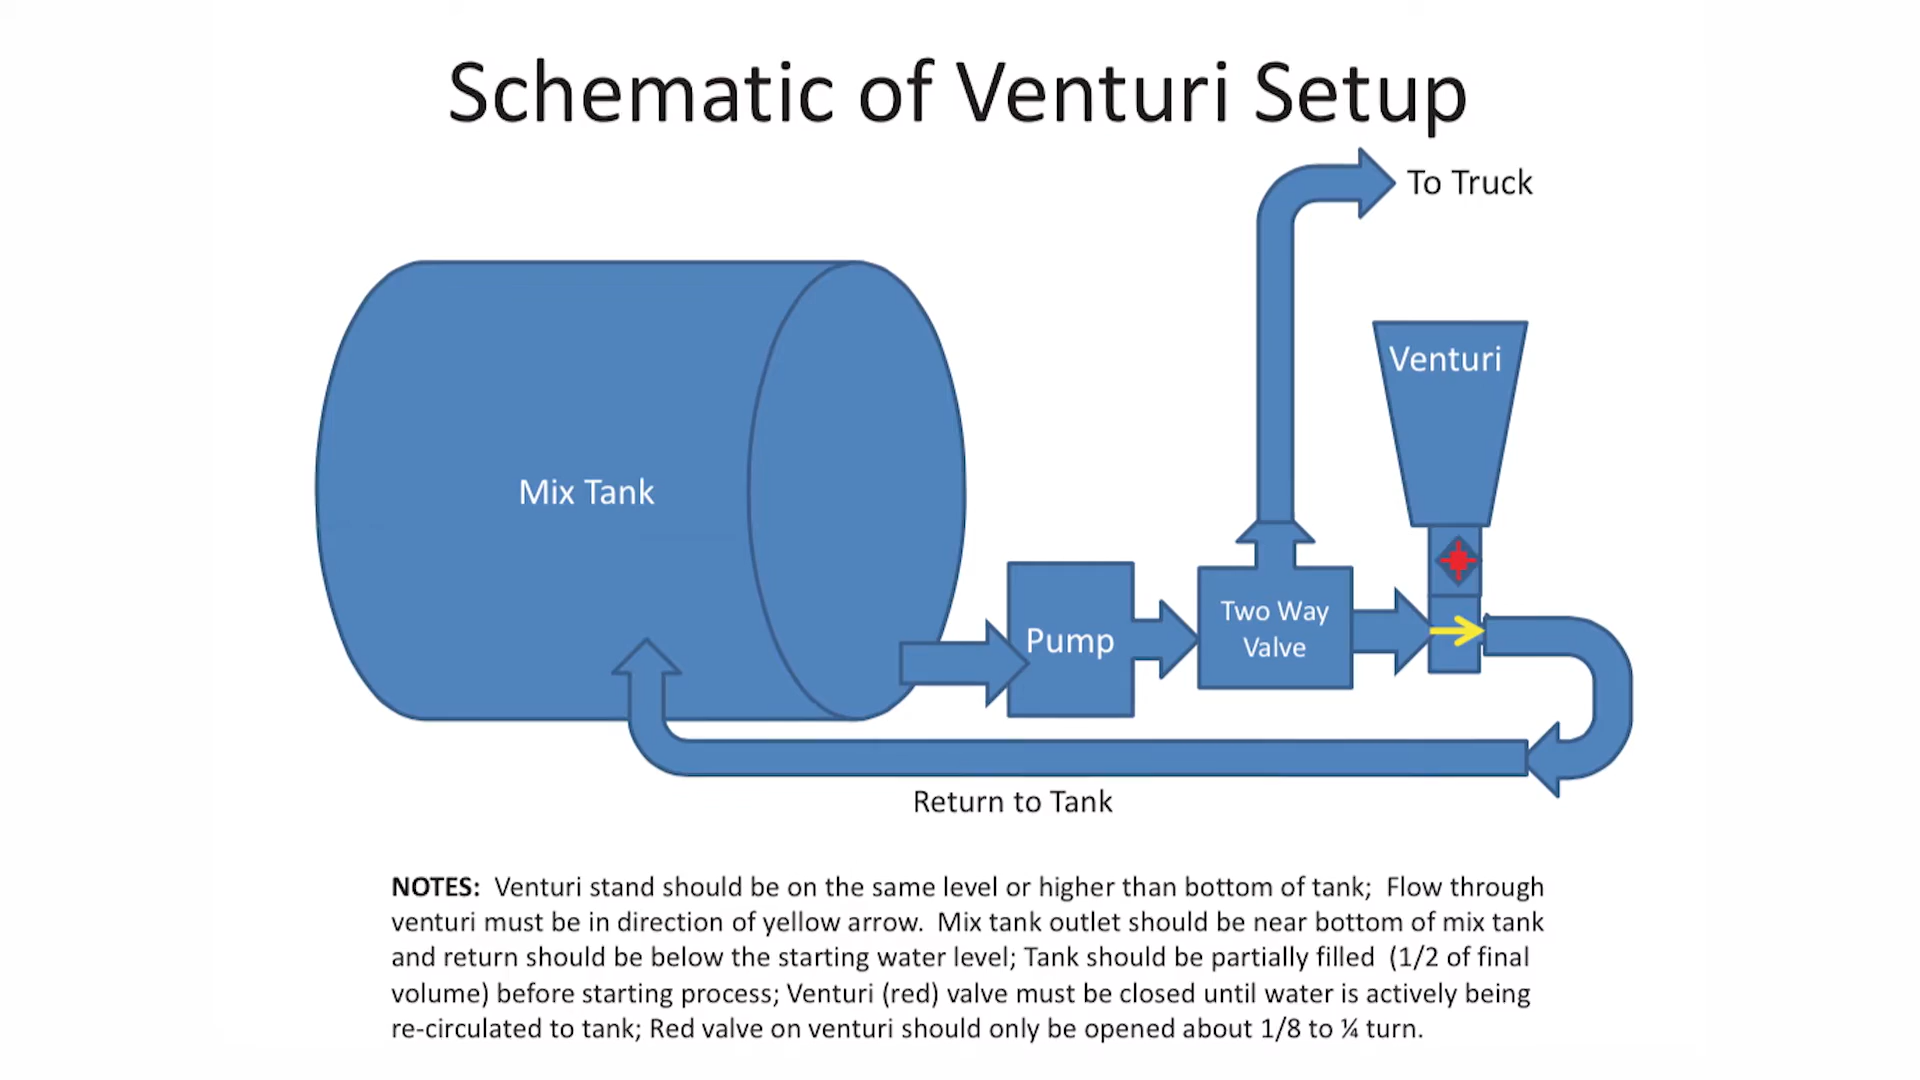 Schematic of Venturi Setup
To Truck
Venturi
Mix Tank
Pump
Two Way
Valve
Return to Tank
NOTES:  Venturi stand should be on the same level or higher than bottom of tank;  Flow through
venturi must be in direction of yellow arrow.  Mix tank outlet should be near bottom of mix tank
and return should be below the starting water level; Tank should be partially filled  (1/2 of final
volume) before starting process; Venturi (red) valve must be closed until water is actively being
re-circulated to tank; Red valve on venturi should only be opened about 1/8 to ¼ turn.